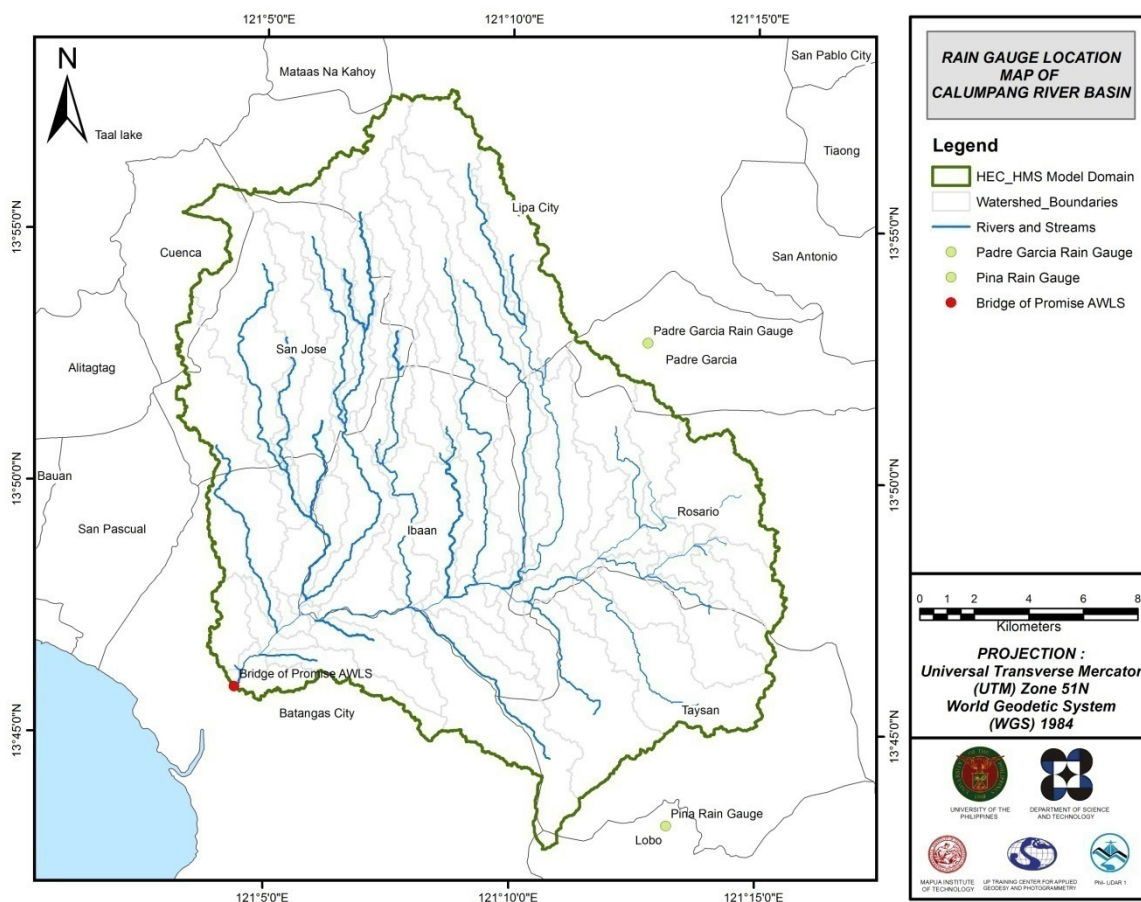 121°5'0"E
121°10'0"E
121°15'0"E
N
Mataas Na Kahoy
San Pablo City
Taal lake
Tiaong
Lipa City
13°55'0"N
13°55'0"N
Cuenca
San Antonio
Padre Garcia Rain Gauge
San Jose
Padre Garcia
Alitagtag
Bauan
13°50'0"N
13°50'0"N
San Pascual
Ibaan
Rosario
Bridge of Promise AWLS
Batangas City
Taysan
13°45'0"N
13°45'0"N
Pina Rain Gauge
Lobo
121°5'0"E
121°10'0"E
121°15'0"E
RAIN GAUGE LOCATION
MAP OF
CALUMPANG RIVER BASIN
Legend
HEC_HMS Model Domain
Watershed_Boundaries
Rivers and Streams
Padre Garcia Rain Gauge
Pina Rain Gauge
Bridge of Promise AWLS
0 1 2 4 6 8
Kilometers
PROJECTION :
Universal Transverse Mercator
(UTM) Zone 51N
World Geodetic System
(WGS) 1984
UNIVERSITY OF THE
PHILIPPINES
DEPARTMENT OF SCIENCE
AND TECHNOLOGY
MAPUA INSTITUTE
OF TECHNOLOGY
UP TRAINING CENTER FOR APPLIED
GEODESY AND PHOTOGRAMMETRY
Phil- LiDAR 1